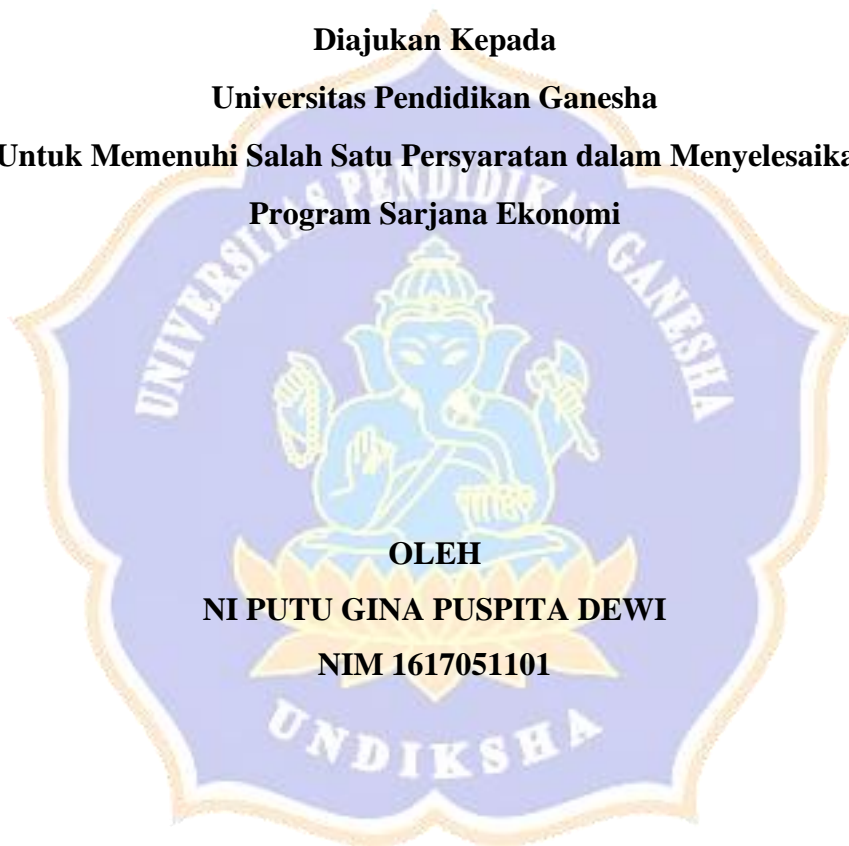 Diajukan Kepada
Universitas Pendidikan Ganesha
Untuk Memenuhi Salah Satu Persyaratan dalam Menyelesaika
Program Sarjana Ekonomi
UNIVERSITAS PENDIDIKAN GANESHA
OLEH
NI PUTU GINA PUSPITA DEWI
NIM 1617051101
UNDIKSHA